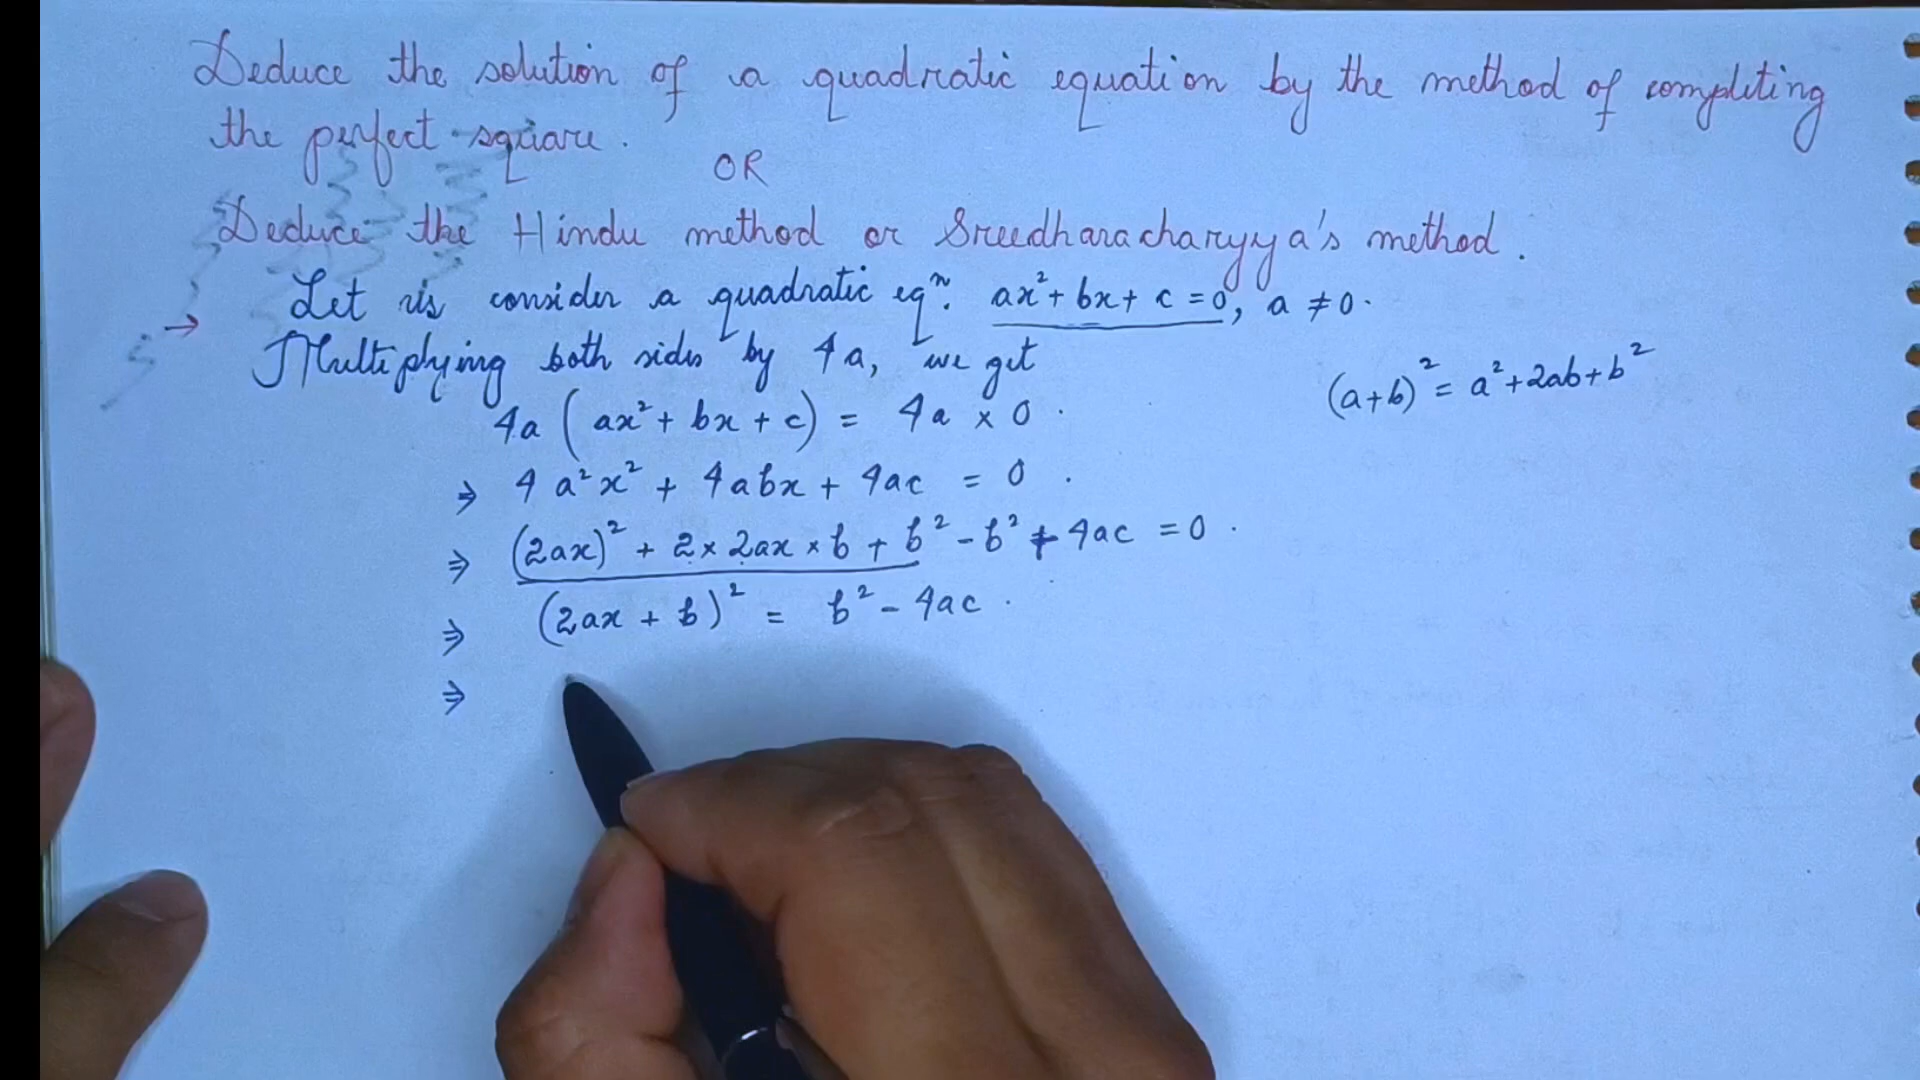 Deduce the solution of a quadratic equation by the method of completing
the perfect square.
OR
Deduce the Hindu method or Sreedharacharyya's method.
→ Let us consider a quadratic eqⁿ. ax² + bx + c = 0, a ≠ 0.
Multiplying both sides by 4a, we get
(a+b)² = a²+2ab+b²
4a (ax² + bx + c) = 4a × 0.
⇒ 4a²x² + 4abx + 4ac = 0.
⇒ (2ax)² + 2 × 2ax × b + b² - b² + 4ac = 0.
⇒ (2ax + b)² = b² - 4ac.
⇒